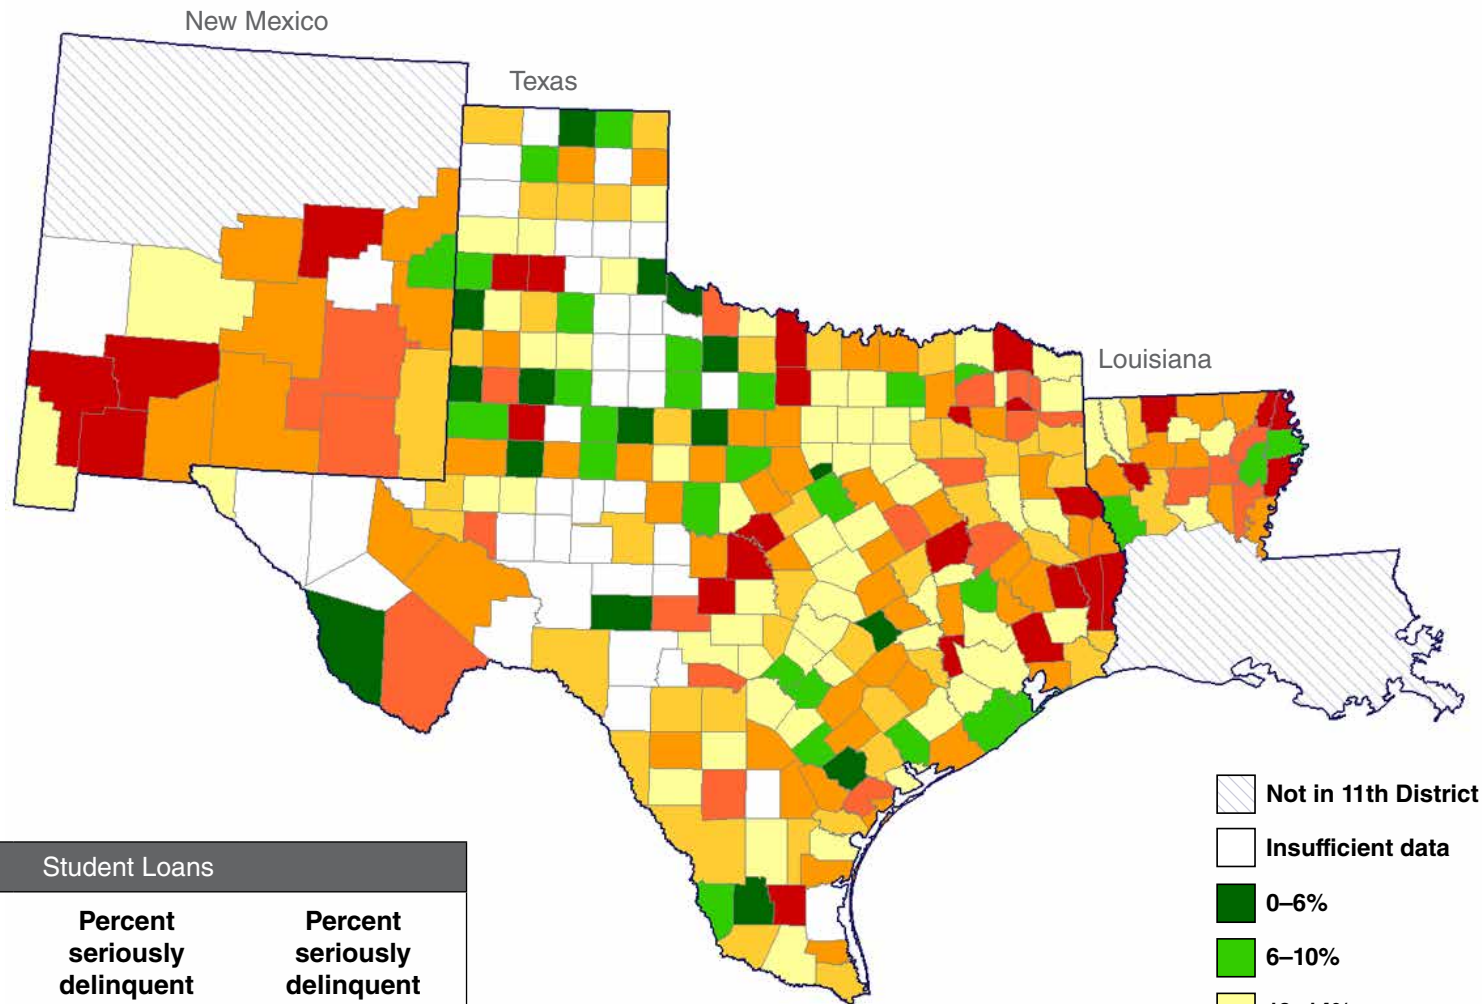 New Mexico
Texas
Louisiana
Not in 11th District
Insufficient data
0–6%
6–10%
Student Loans
Percent
seriously
delinquent
Percent
seriously
delinquent